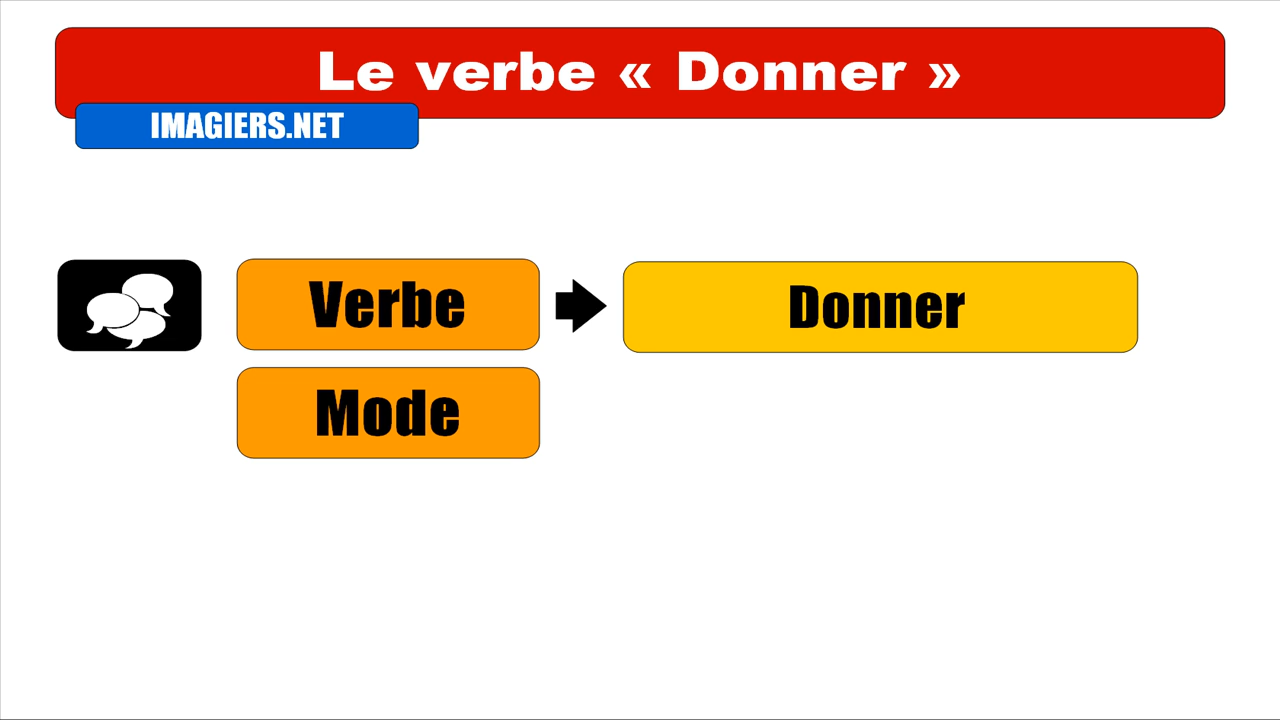 Le verbe « Donner »
IMAGIERS.NET
Verbe
Donner
Mode